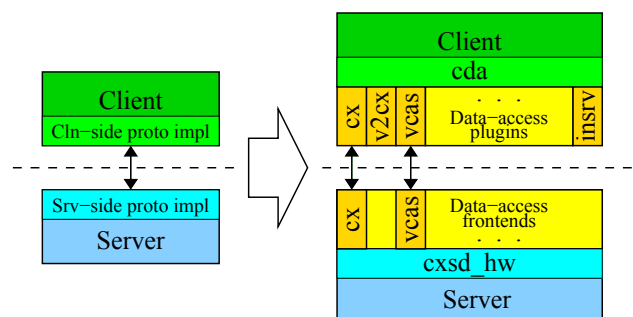 Client
Cln-side proto impl
Srv-side proto impl
Server
Client
cda
cx
v2cx
vcas
. . .
Data-access
plugins
insrv
cx
vcas
Data-access
frontends
. . .
cxsd_hw
Server